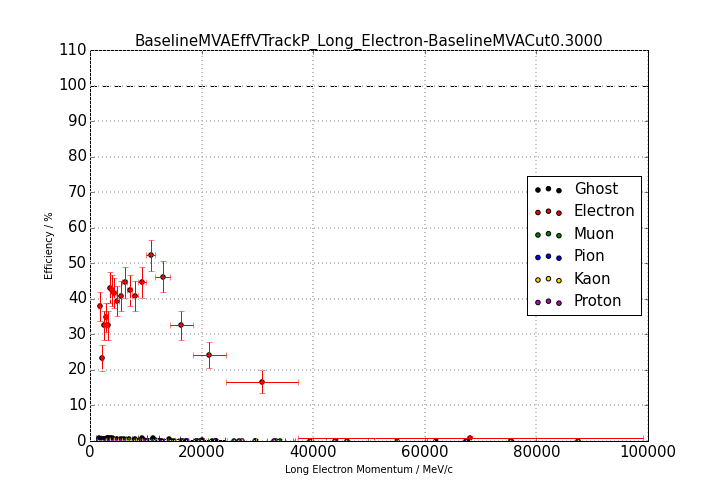 BaselineMVAEffVTrackP_Long_Electron-BaselineMVACut0.3000
110
100
90
80
70
60
50
40
30
20
10
0
Efficiency / %
Ghost
Electron
Muon
Pion
Kaon
Proton
0 20000 40000 60000 80000 100000
Long Electron Momentum / MeV/c